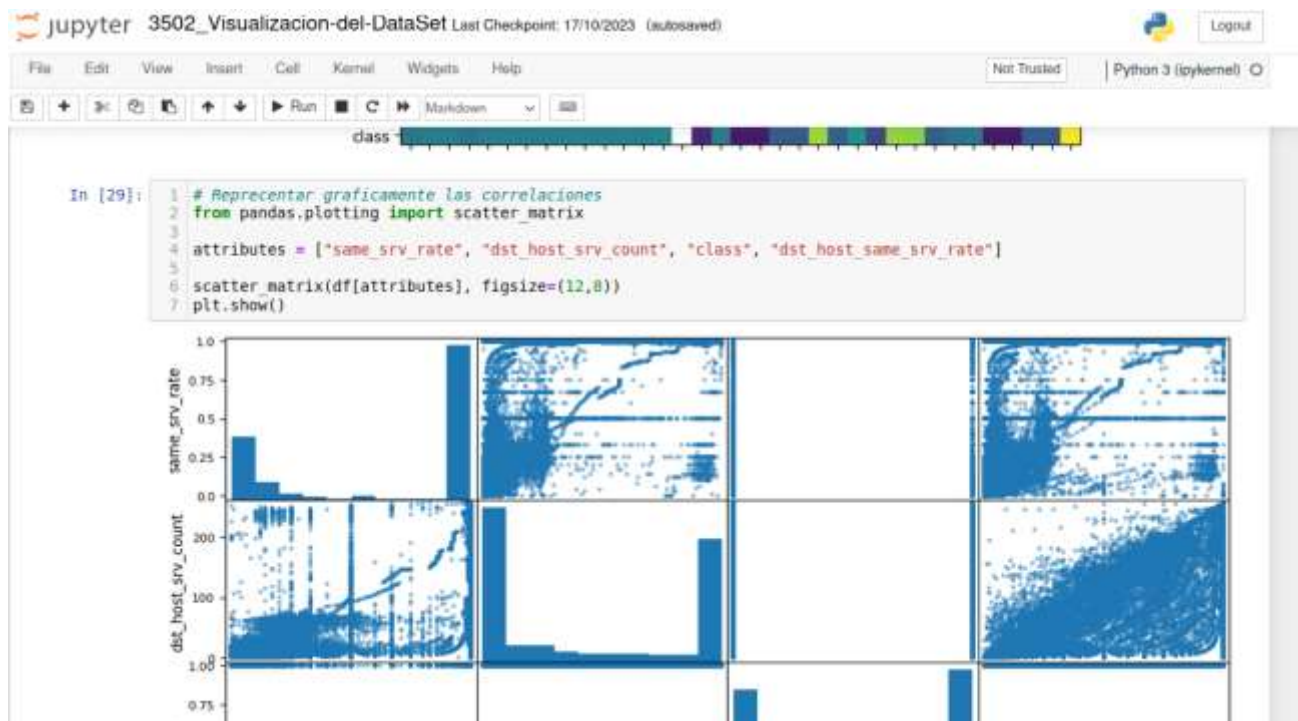 jupyter 3502_Visualizacion-del-DataSet Last Checkpoint: 17/10/2023 (autosaved)
Logout
File Edit View Insert Cell Kernel Widgets Help
Not Trusted
Python 3 (ipykernel)
Run
Markdown
class
In [29]:
1 # Reprecentar graficamente las correlaciones
2 from pandas.plotting import scatter_matrix
3
4 attributes = ["same_srv_rate", "dst_host_srv_count", "class", "dst_host_same_srv_rate"]
5
6 scatter_matrix(df[attributes], figsize=(12,8))
7 plt.show()
1.0
0.75
0.5
0.25
0.0
same_srv_rate
200
100
0
dst_host_srv_count
1.00
0.75